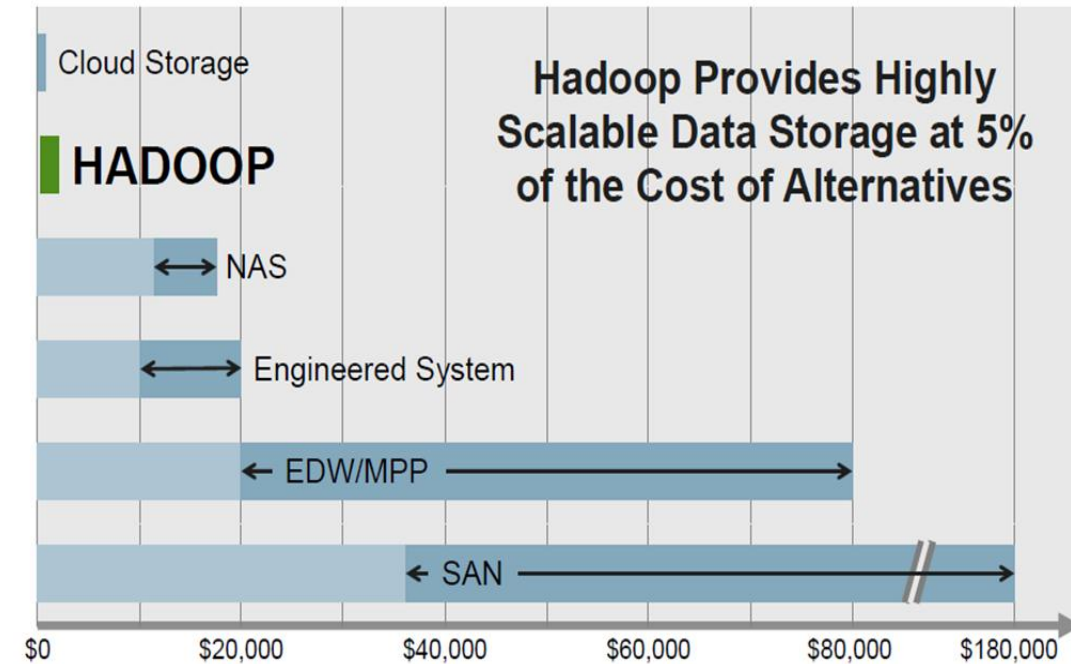 Cloud Storage
Hadoop Provides Highly
Scalable Data Storage at 5%
of the Cost of Alternatives
HADOOP
NAS
Engineered System
EDW/MPP
SAN
$0 $20,000 $40,000 $60,000 $80,000 $180,000